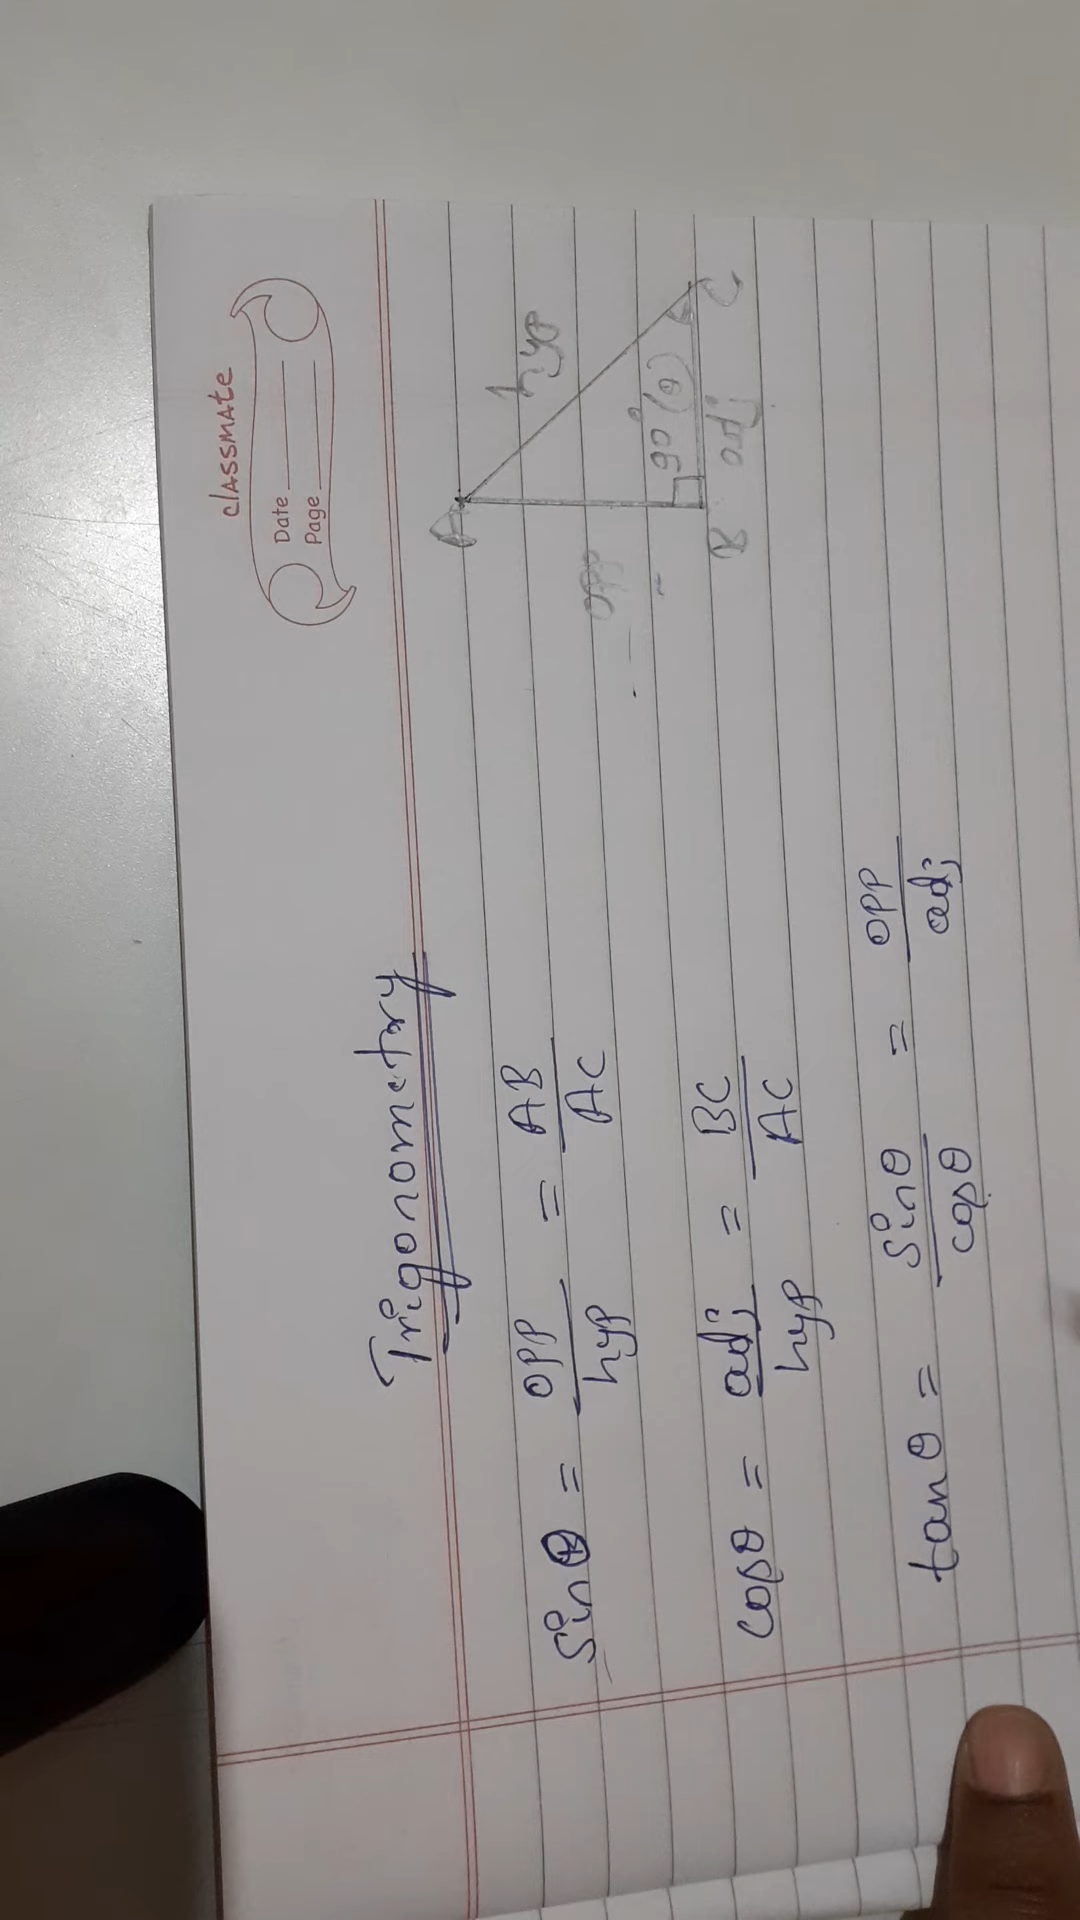 classmate
Date
Page
Trigonometry
A
hyp
opp
90° (θ)
B adj C
sinθ = opp/hyp = AB/AC
cosθ = adj/hyp = BC/AC
tanθ = sinθ/cosθ = opp/adj